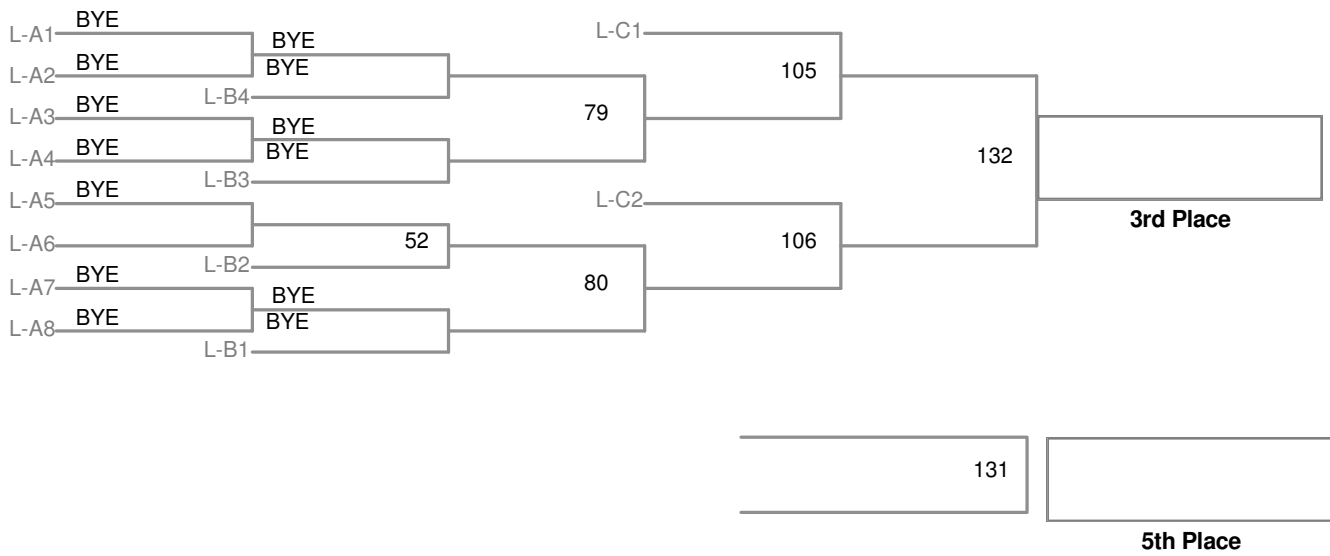 L-A1 BYE
BYE
L-C1
L-A2 BYE
BYE
105
L-B4
L-A3 BYE
79
BYE
L-A4 BYE
BYE
132
L-B3
L-A5 BYE
L-C2
3rd Place
L-A6
52
106
L-B2
L-A7 BYE
80
BYE
L-A8 BYE
BYE
L-B1
131
5th Place